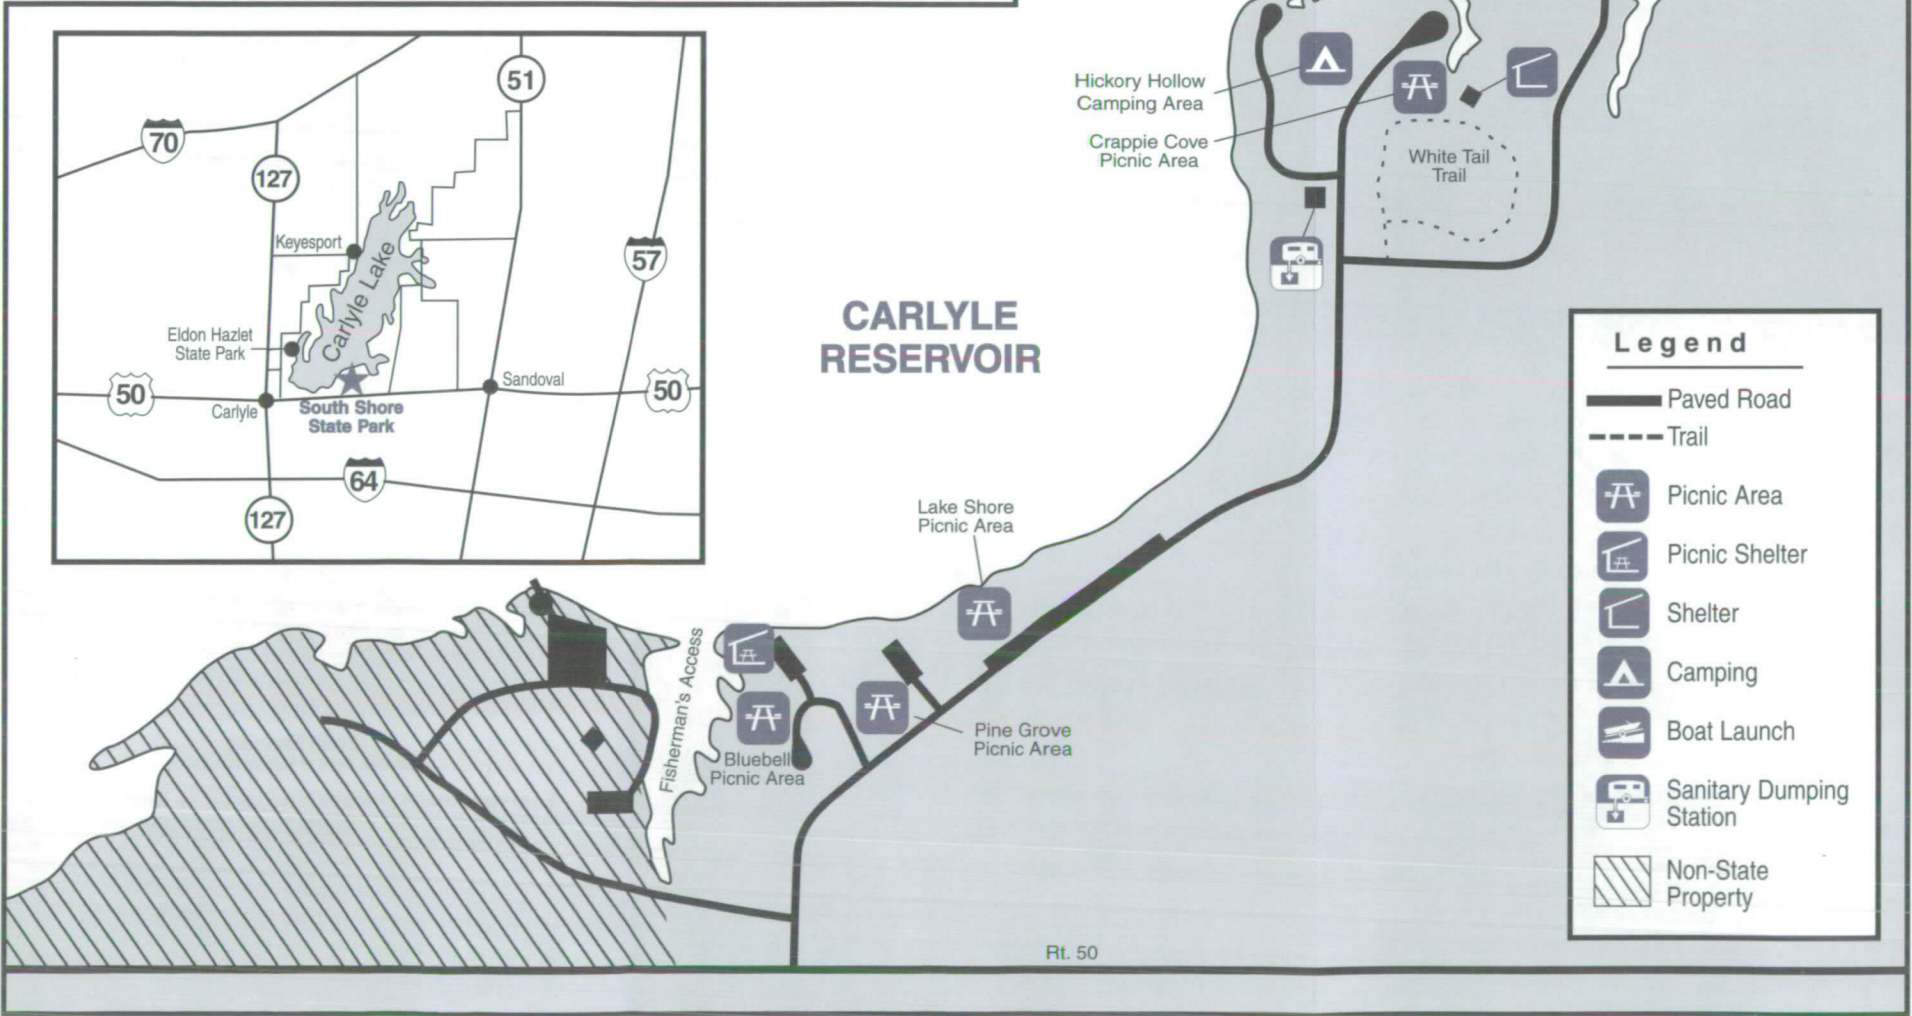 51
70
127
Keyesport
57
Carlyle Lake
Eldon Hazlet
State Park
50
Carlyle
South Shore
State Park
Sandoval
50
64
127
Hickory Hollow
Camping Area
Crappie Cove
Picnic Area
White Tail
Trail
CARLYLE
RESERVOIR
Lake Shore
Picnic Area
Fisherman's Access
Bluebell
Picnic Area
Pine Grove
Picnic Area
Rt. 50
Legend
Paved Road
Trail
Picnic Area
Picnic Shelter
Shelter
Camping
Boat Launch
Sanitary Dumping
Station
Non-State
Property